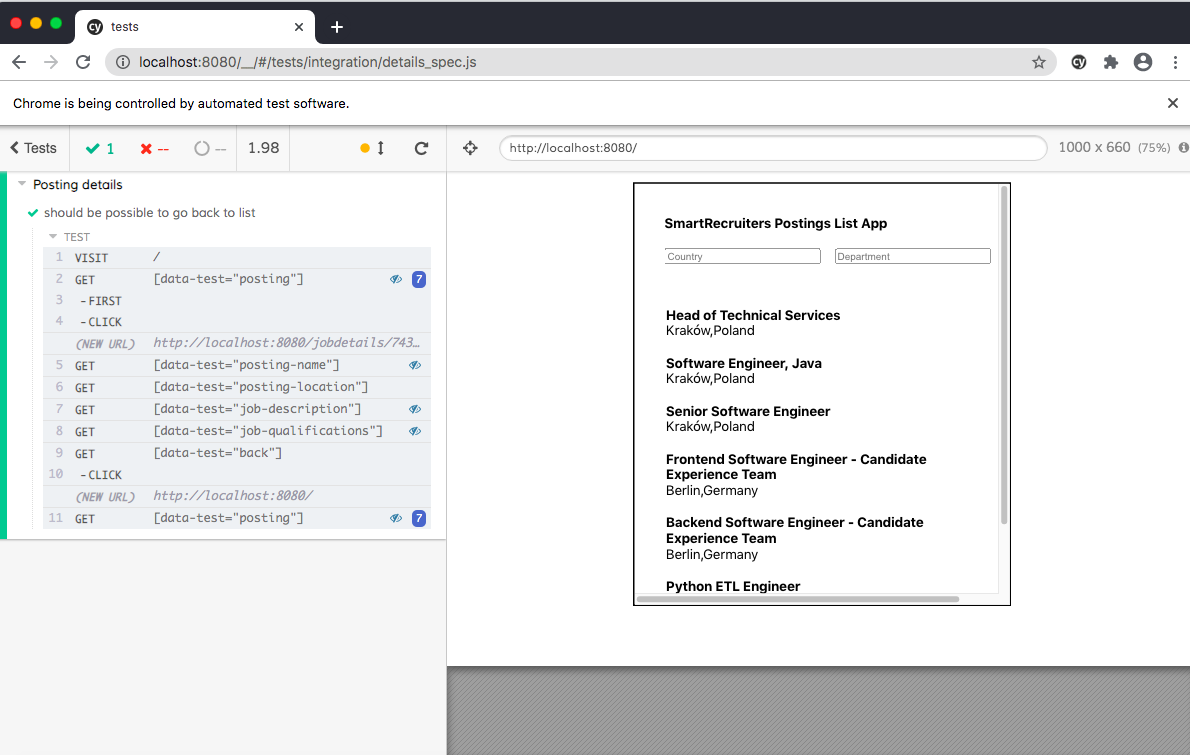 cy tests
localhost:8080/__/#/tests/integration/details_spec.js
cy
Chrome is being controlled by automated test software.
Tests 1 -- -- 1.98
http://localhost:8080/ 1000 x 660 (75%)
Posting details
should be possible to go back to list
TEST
1 VISIT /
2 GET [data-test="posting"] 7
3 -FIRST
4 -CLICK
(NEW URL) http://localhost:8080/jobdetails/743…
5 GET [data-test="posting-name"]
6 GET [data-test="posting-location"]
7 GET [data-test="job-description"]
8 GET [data-test="job-qualifications"]
9 GET [data-test="back"]
10 -CLICK
(NEW URL) http://localhost:8080/
11 GET [data-test="posting"] 7
SmartRecruiters Postings List App
Country Department
Head of Technical Services
Kraków,Poland
Software Engineer, Java
Kraków,Poland
Senior Software Engineer
Kraków,Poland
Frontend Software Engineer - Candidate
Experience Team
Berlin,Germany
Backend Software Engineer - Candidate
Experience Team
Berlin,Germany
Python ETL Engineer